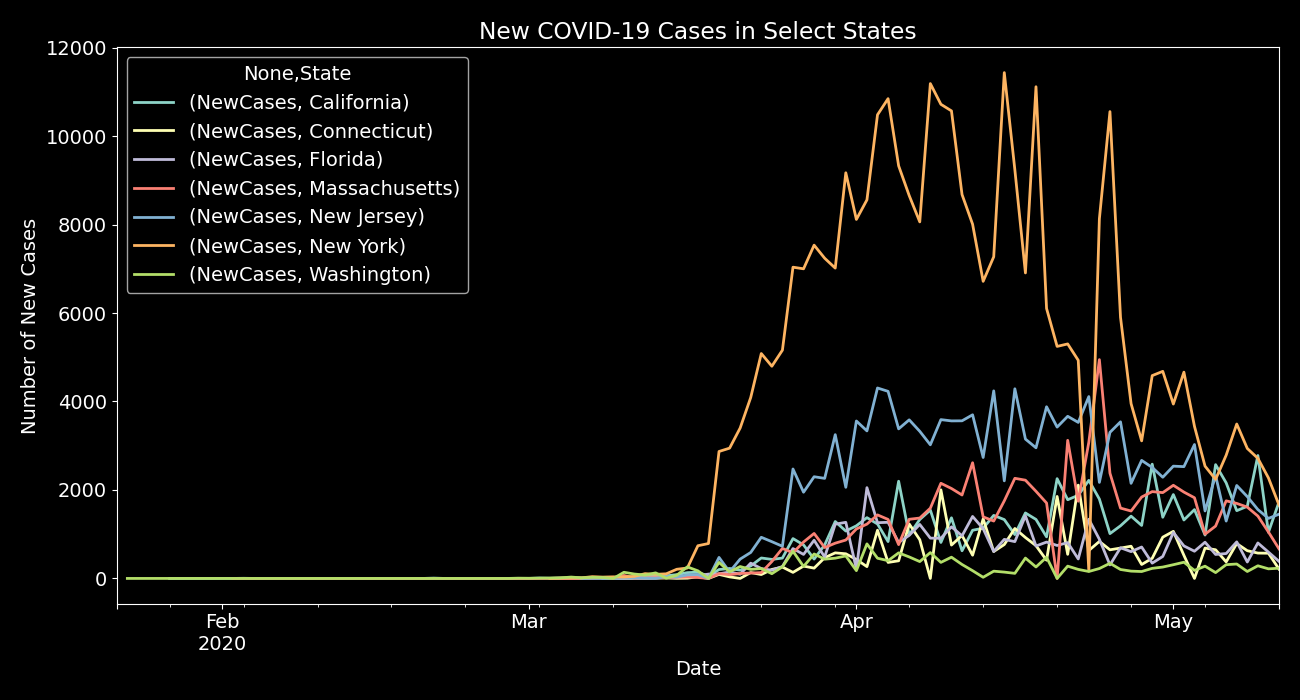 New COVID-19 Cases in Select States
12000
10000
8000
6000
4000
2000
0
Number of New Cases
None,State
(NewCases, California)
(NewCases, Connecticut)
(NewCases, Florida)
(NewCases, Massachusetts)
(NewCases, New Jersey)
(NewCases, New York)
(NewCases, Washington)
Feb
2020
Mar
Apr
May
Date